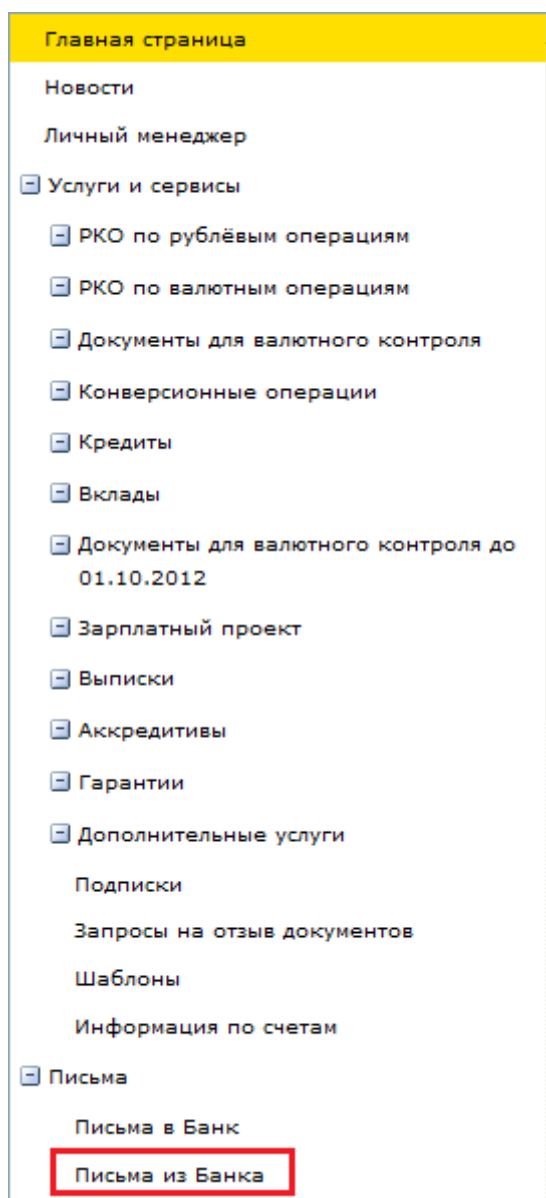 Главная страница
Новости
Личный менеджер
Услуги и сервисы
РКО по рублёвым операциям
РКО по валютным операциям
Документы для валютного контроля
Конверсионные операции
Кредиты
Вклады
Документы для валютного контроля до
01.10.2012
Зарплатный проект
Выписки
Аккредитивы
Гарантии
Дополнительные услуги
Подписки
Запросы на отзыв документов
Шаблоны
Информация по счетам
Письма
Письма в Банк
Письма из Банка